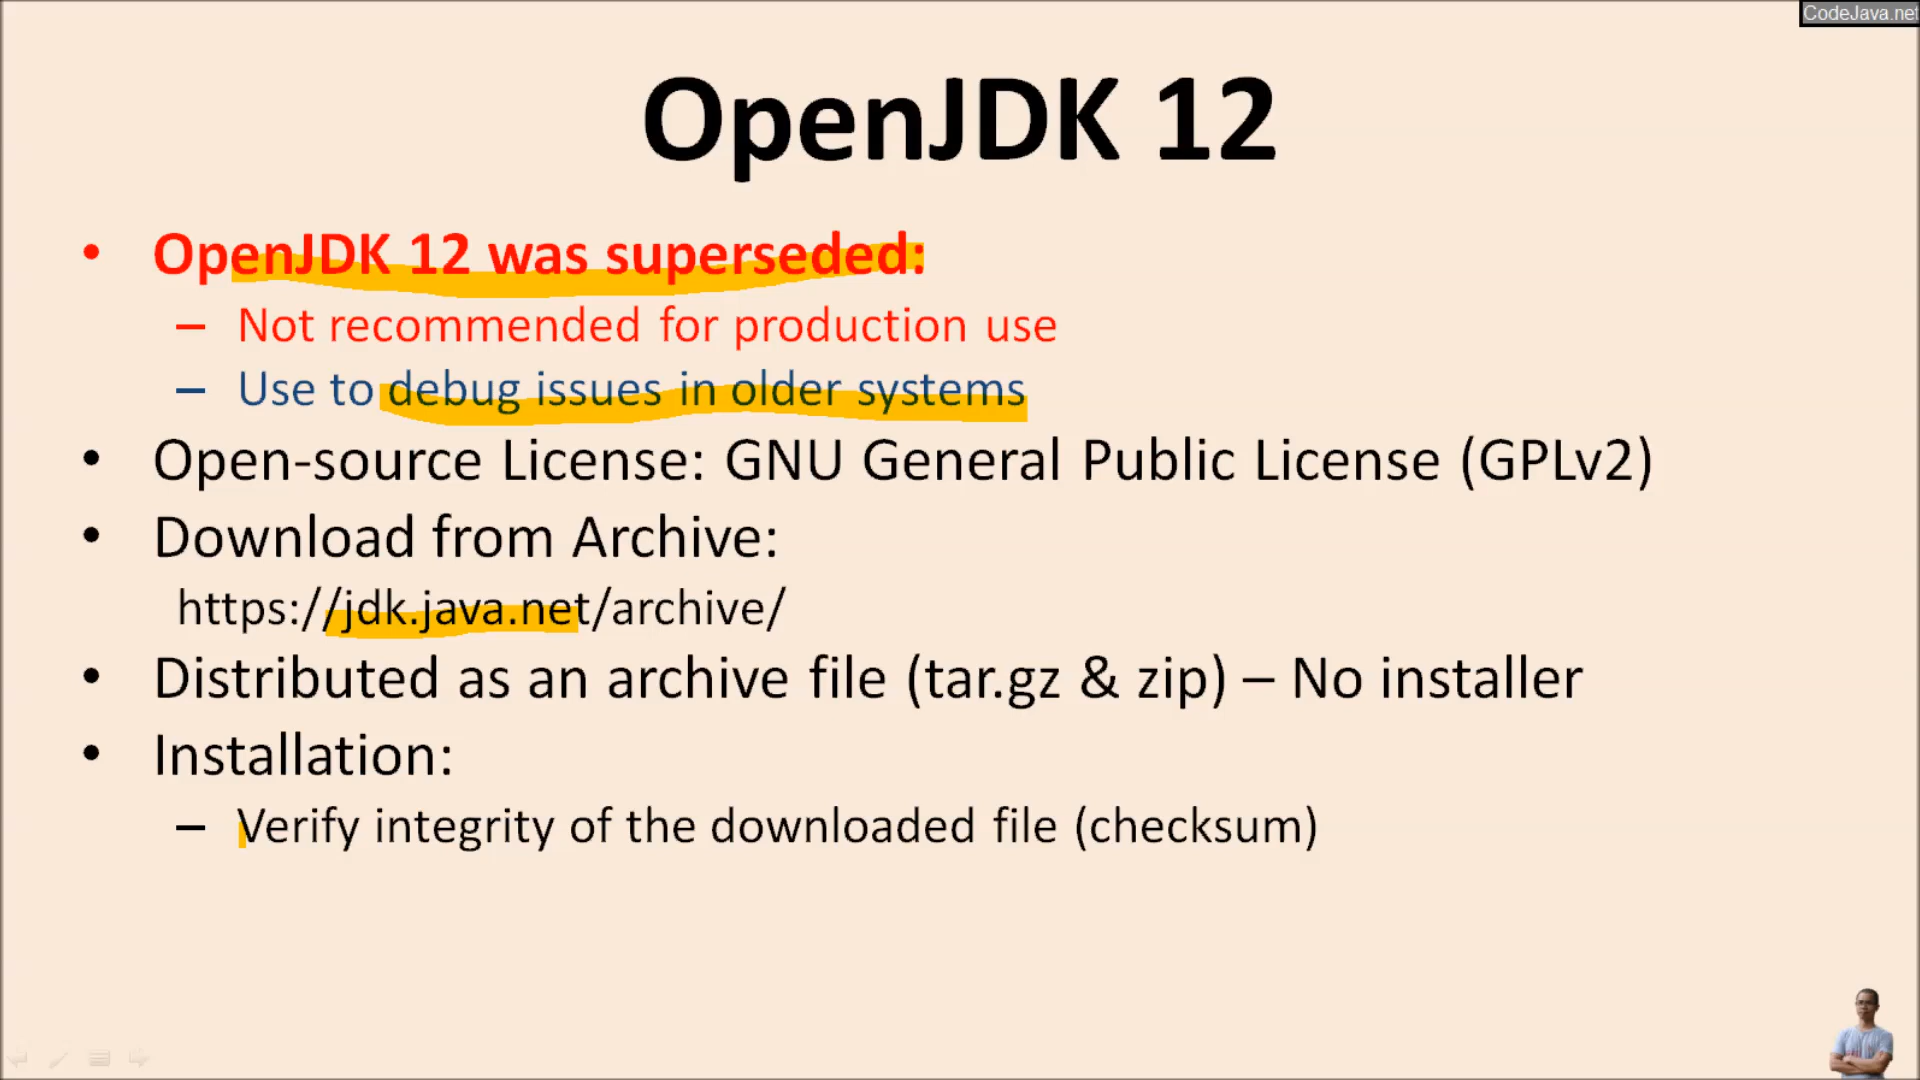 CodeJava.net
OpenJDK 12
• OpenJDK 12 was superseded:
– Not recommended for production use
– Use to debug issues in older systems
• Open-source License: GNU General Public License (GPLv2)
• Download from Archive:
https://jdk.java.net/archive/
• Distributed as an archive file (tar.gz & zip) – No installer
• Installation:
– Verify integrity of the downloaded file (checksum)